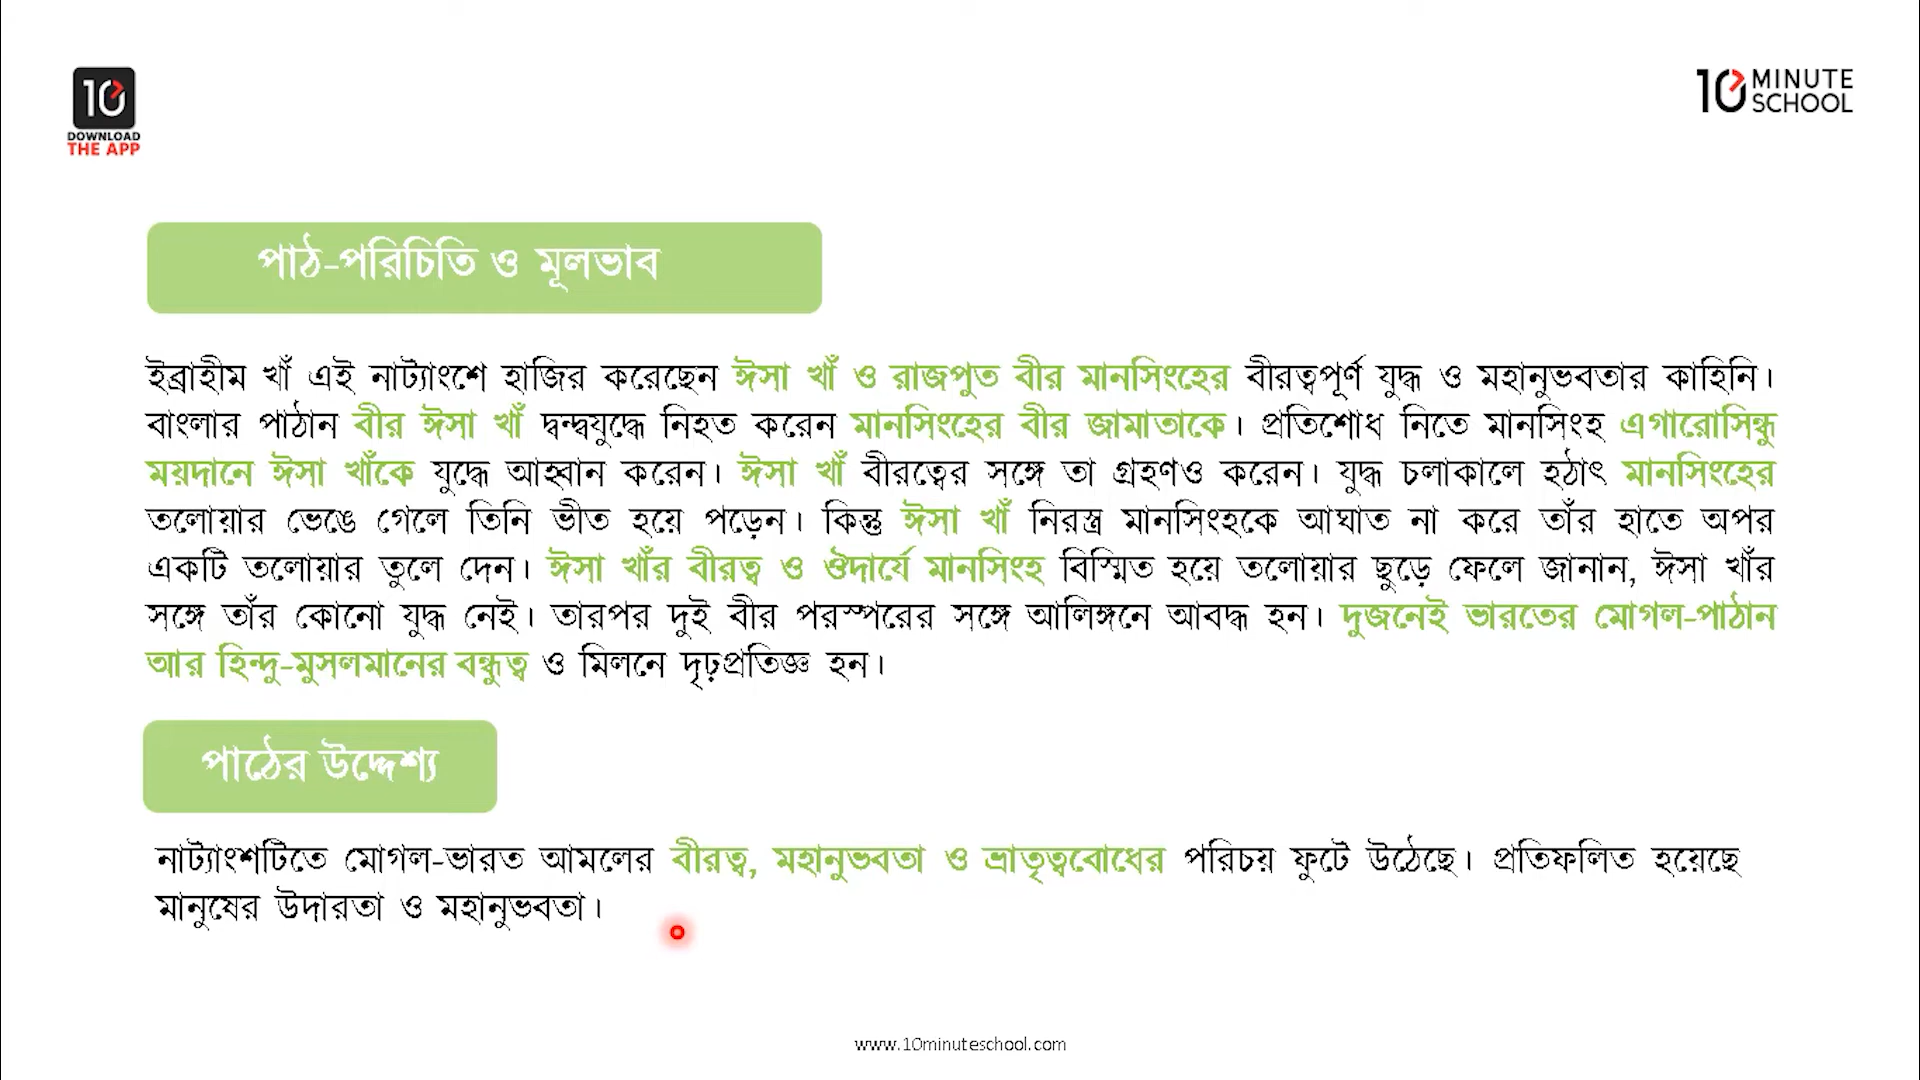 10
DOWNLOAD
THE APP
10 MINUTE
SCHOOL
পাঠ-পরিচিতি ও মূলভাব
ইব্রাহীম খাঁ এই নাট্যাংশে হাজির করেছেন ঈসা খাঁ ও রাজপুত বীর মানসিংহের বীরত্বপূর্ণ যুদ্ধ ও মহানুভবতার কাহিনি।
বাংলার পাঠান বীর ঈসা খাঁ দ্বন্দ্বযুদ্ধে নিহত করেন মানসিংহের বীর জামাতাকে। প্রতিশোধ নিতে মানসিংহ এগারোসিন্ধু
ময়দানে ঈসা খাঁকে যুদ্ধে আহ্বান করেন। ঈসা খাঁ বীরত্বের সঙ্গে তা গ্রহণও করেন। যুদ্ধ চলাকালে হঠাৎ মানসিংহের
তলোয়ার ভেঙে গেলে তিনি ভীত হয়ে পড়েন। কিন্তু ঈসা খাঁ নিরস্ত্র মানসিংহকে আঘাত না করে তাঁর হাতে অপর
একটি তলোয়ার তুলে দেন। ঈসা খাঁর বীরত্ব ও ঔদার্যে মানসিংহ বিস্মিত হয়ে তলোয়ার ছুড়ে ফেলে জানান, ঈসা খাঁর
সঙ্গে তাঁর কোনো যুদ্ধ নেই। তারপর দুই বীর পরস্পরের সঙ্গে আলিঙ্গনে আবদ্ধ হন। দুজনেই ভারতের মোগল-পাঠান
আর হিন্দু-মুসলমানের বন্ধুত্ব ও মিলনে দৃঢ়প্রতিজ্ঞ হন।
পাঠের উদ্দেশ্য
নাট্যাংশটিতে মোগল-ভারত আমলের বীরত্ব, মহানুভবতা ও ভ্রাতৃত্ববোধের পরিচয় ফুটে উঠেছে। প্রতিফলিত হয়েছে
মানুষের উদারতা ও মহানুভবতা।
www.10minuteschool.com